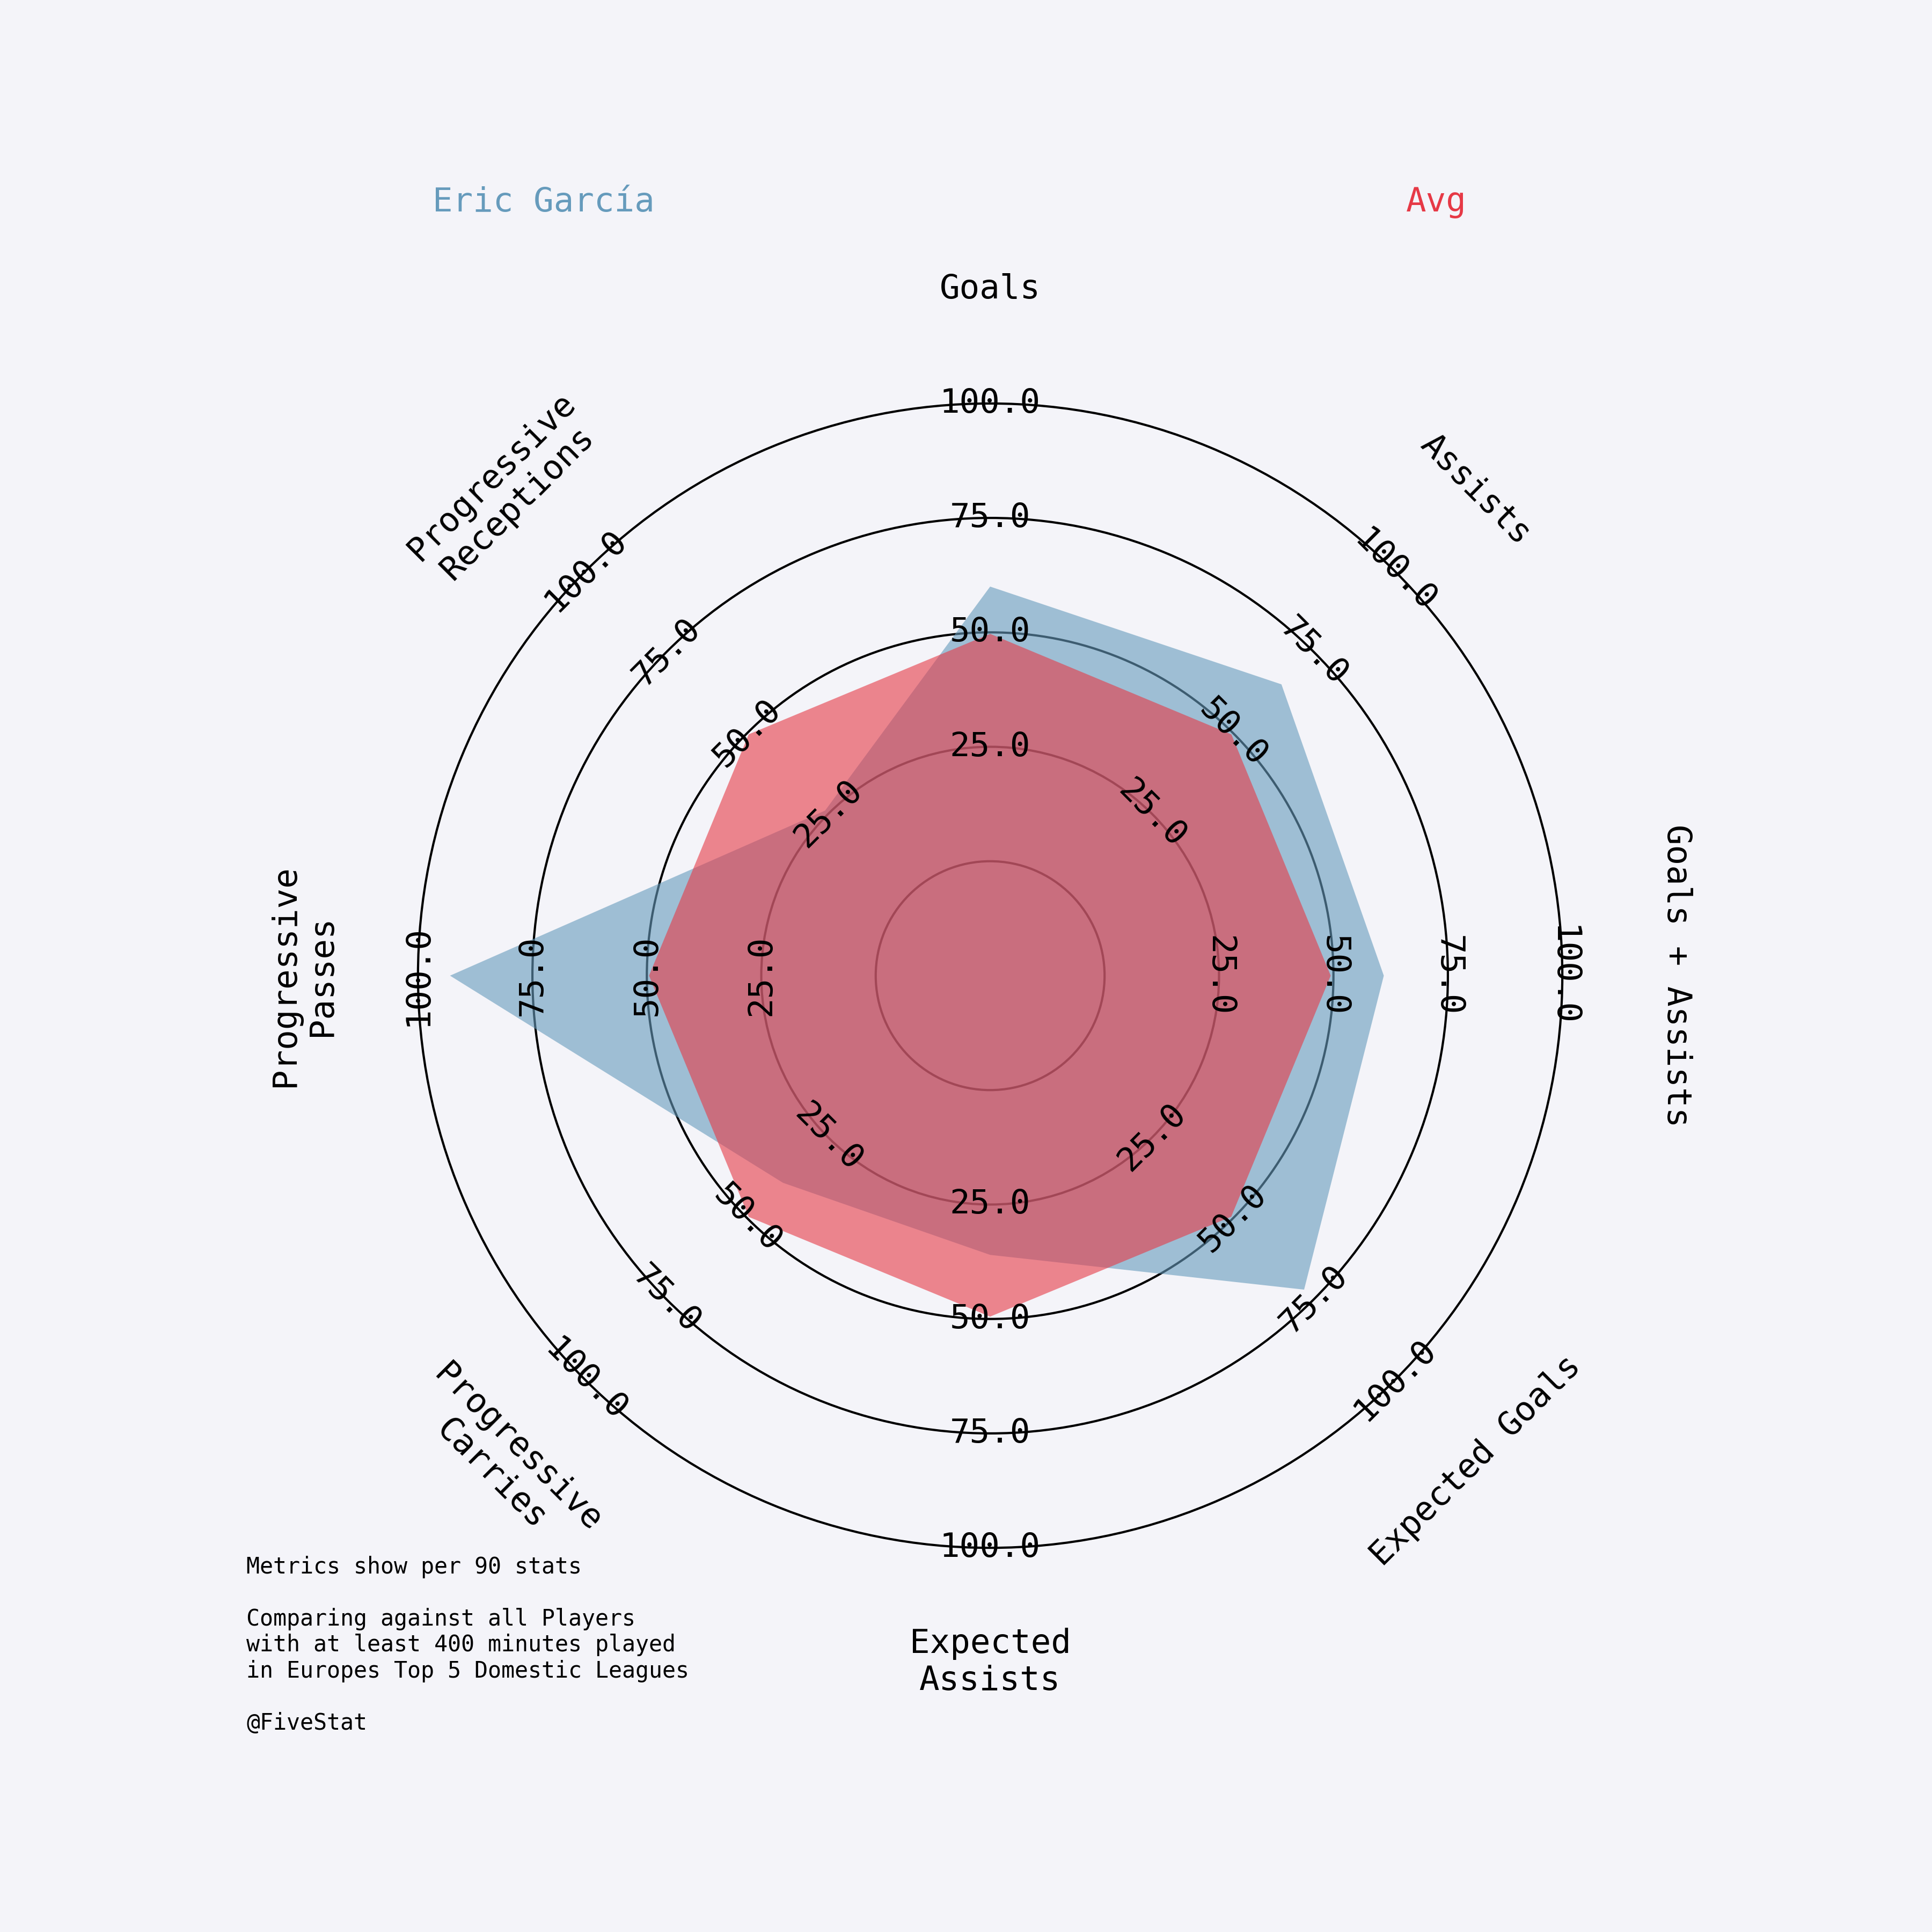 Eric García
Avg
Goals
Assists
Goals + Assists
Expected Goals
Expected
Assists
Progressive
Carries
Progressive
Passes
Progressive
Receptions
25.0
50.0
75.0
100.0
25.0
50.0
75.0
100.0
25.0
50.0
75.0
100.0
25.0
50.0
75.0
100.0
25.0
50.0
75.0
100.0
25.0
50.0
75.0
100.0
25.0
50.0
75.0
100.0
25.0
50.0
75.0
100.0
Metrics show per 90 stats
Comparing against all Players
with at least 400 minutes played
in Europes Top 5 Domestic Leagues
@FiveStat